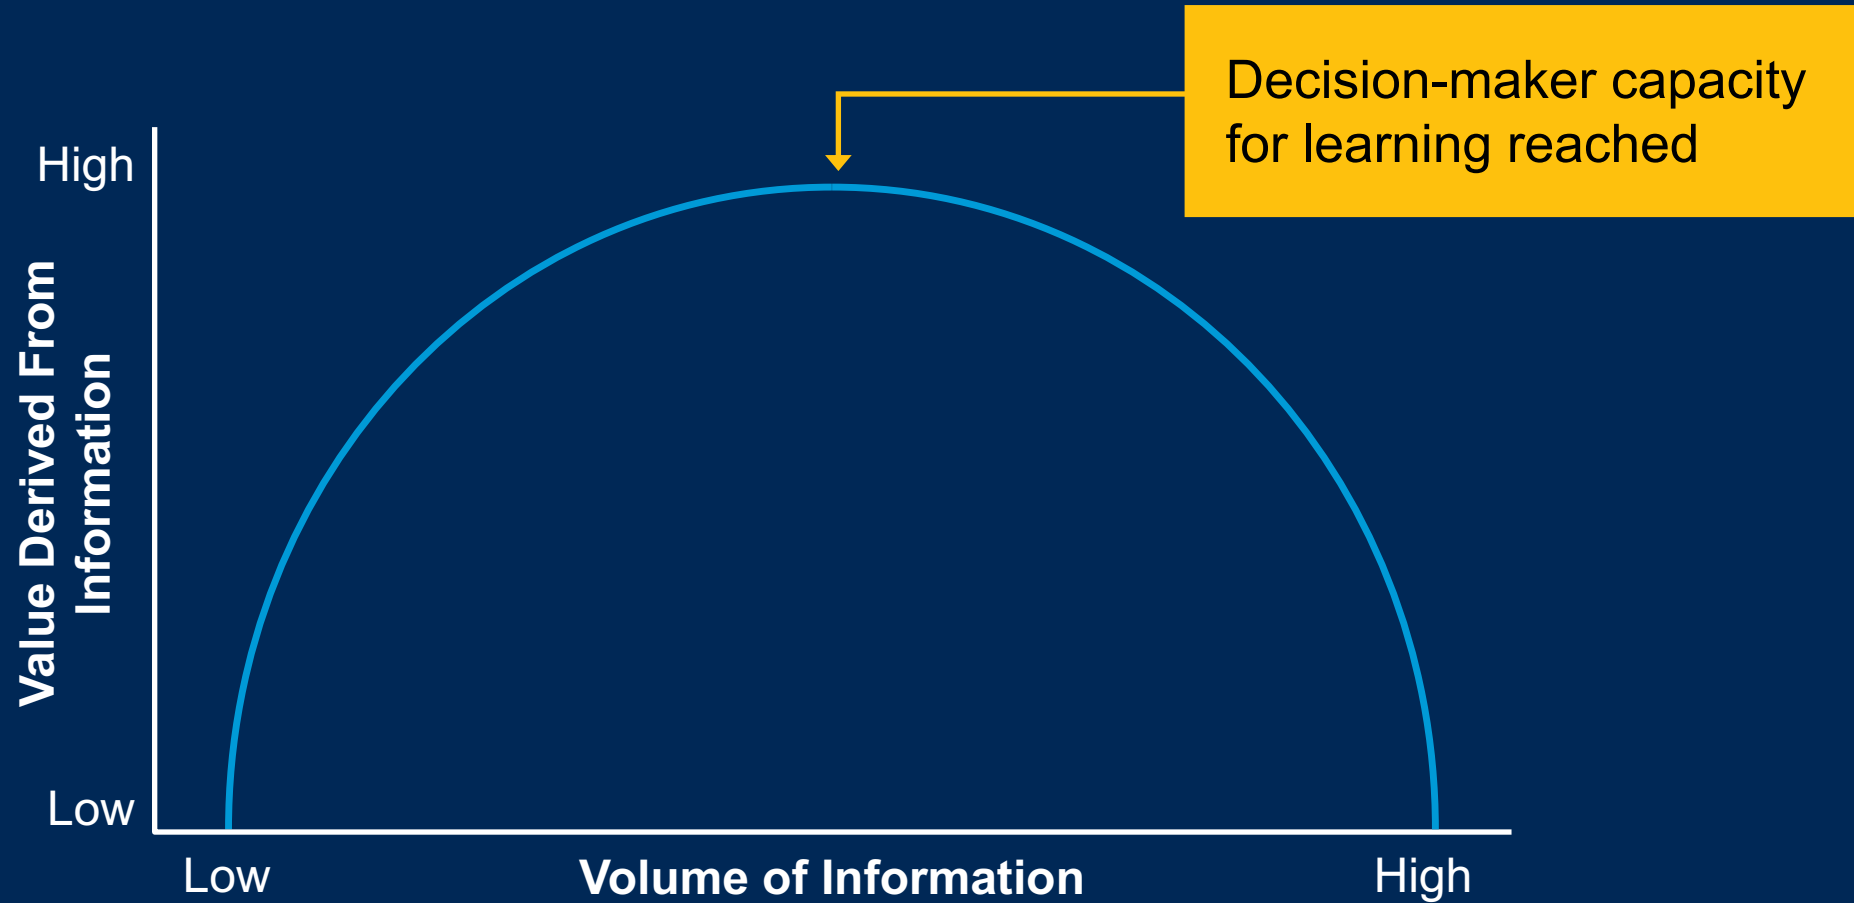 Decision-maker capacity
for learning reached
High
Value Derived From
Information
Low
Low
Volume of Information
High